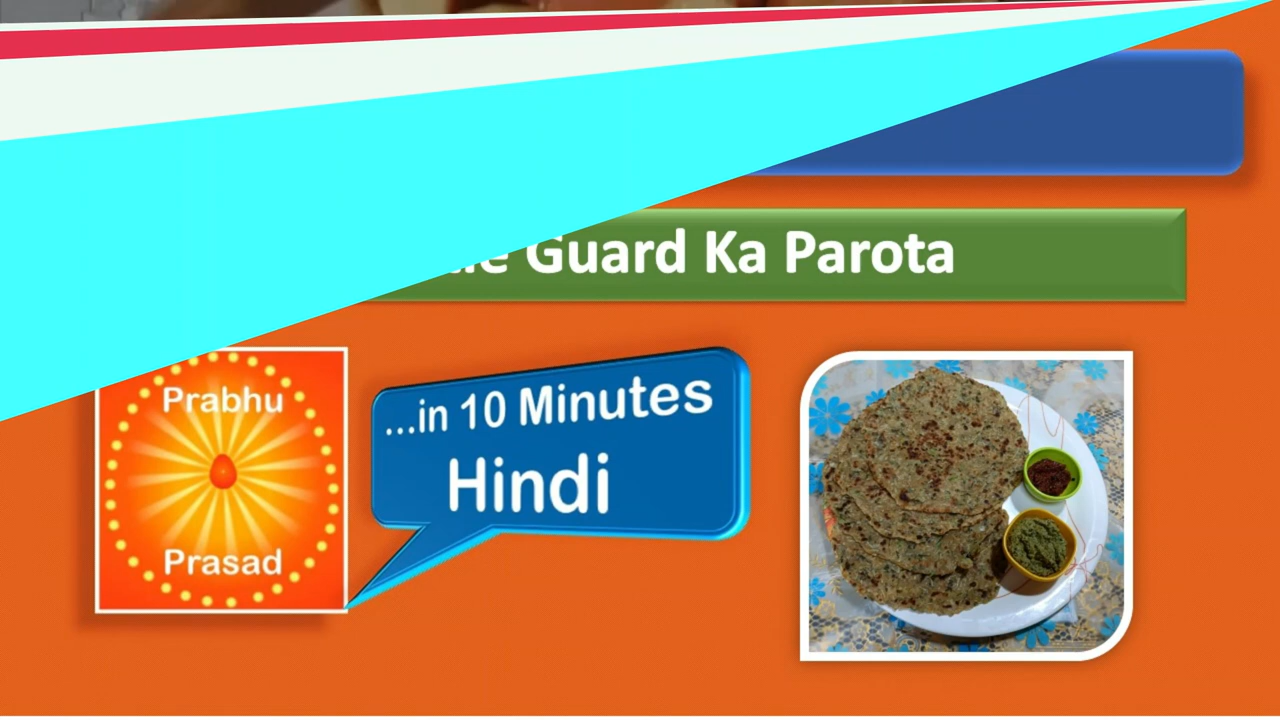 Guard Ka Parota
...in 10 Minutes
Hindi
Prabhu
Prasad